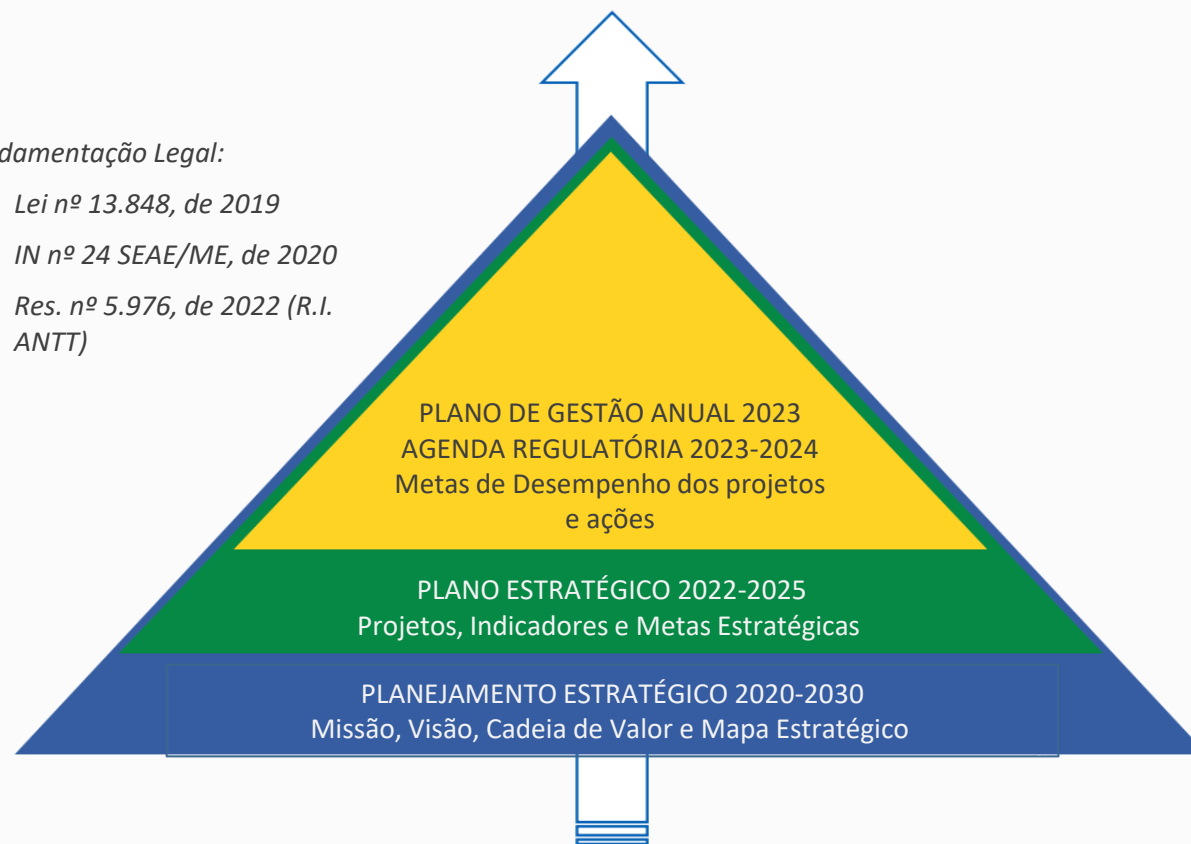 damentação Legal:
Lei nº 13.848, de 2019
IN nº 24 SEAE/ME, de 2020
Res. nº 5.976, de 2022 (R.I.
ANTT)
PLANO DE GESTÃO ANUAL 2023
AGENDA REGULATÓRIA 2023-2024
Metas de Desempenho dos projetos
e ações
PLANO ESTRATÉGICO 2022-2025
Projetos, Indicadores e Metas Estratégicas
PLANEJAMENTO ESTRATÉGICO 2020-2030
Missão, Visão, Cadeia de Valor e Mapa Estratégico